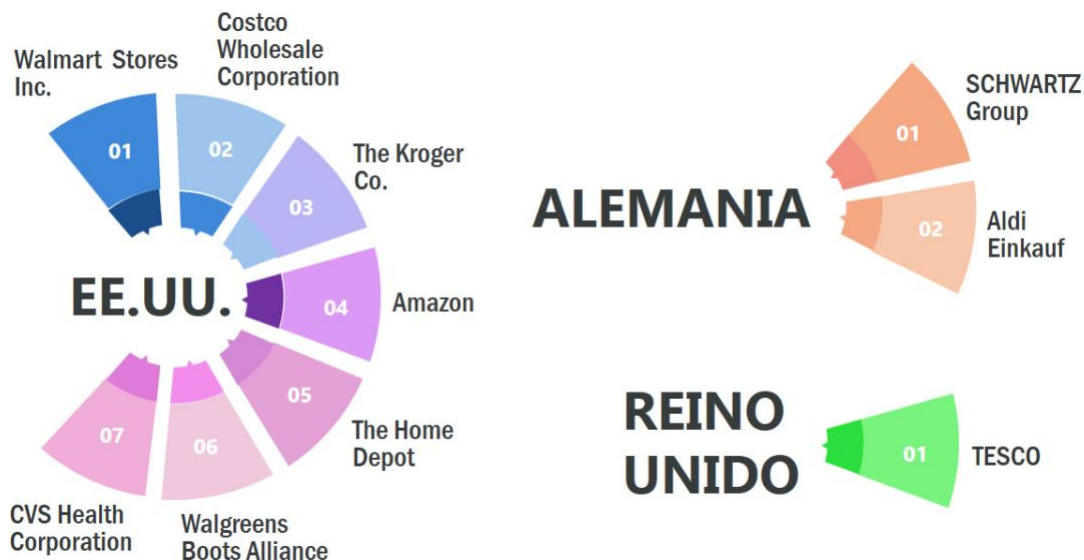 Walmart Stores
Inc.
01
Costco
Wholesale
Corporation
02
The Kroger
Co.
03
EE.UU.
Amazon
04
The Home
Depot
05
Walgreens
Boots Alliance
06
CVS Health
Corporation
07
ALEMANIA
SCHWARTZ
Group
01
Aldi
Einkauf
02
REINO
UNIDO
TESCO
01